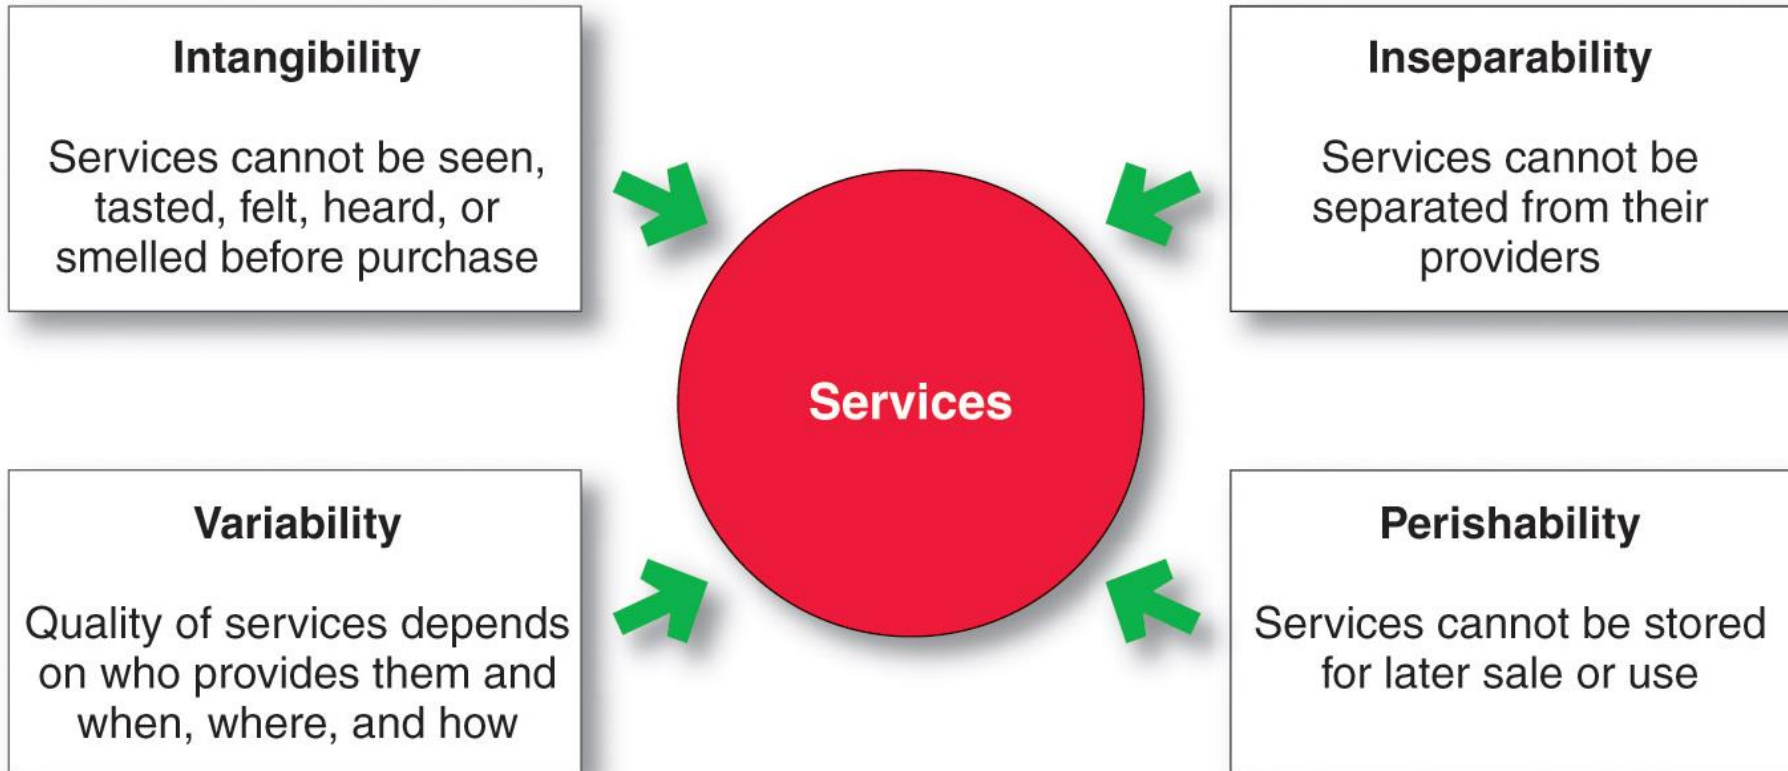 Intangibility
Services cannot be seen,
tasted, felt, heard, or
smelled before purchase
Inseparability
Services cannot be
separated from their
providers
Services
Variability
Quality of services depends
on who provides them and
when, where, and how
Perishability
Services cannot be stored
for later sale or use